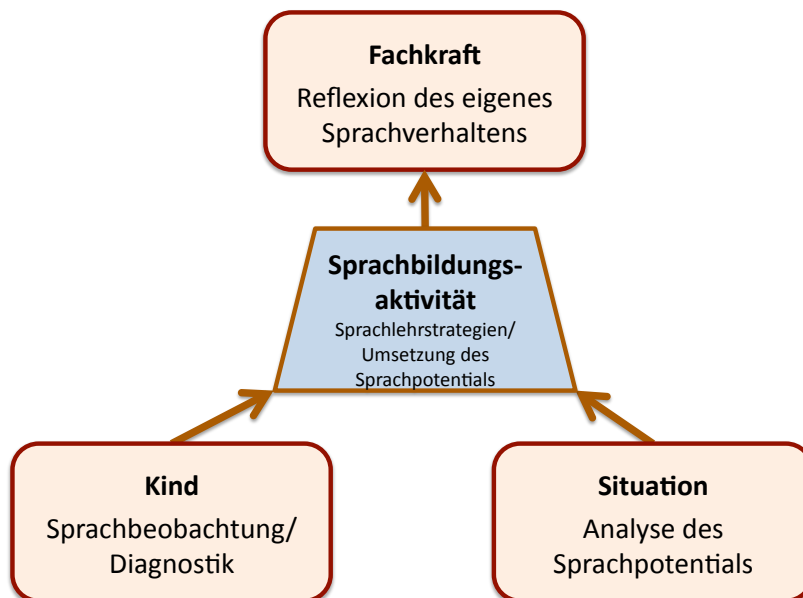 Fachkraft
Reflexion des eigenes
Sprachverhaltens
Sprachbildungs-
aktivität
Sprachlehrstrategien/
Umsetzung des
Sprachpotentials
Kind
Sprachbeobachtung/
Diagnostik
Situation
Analyse des
Sprachpotentials